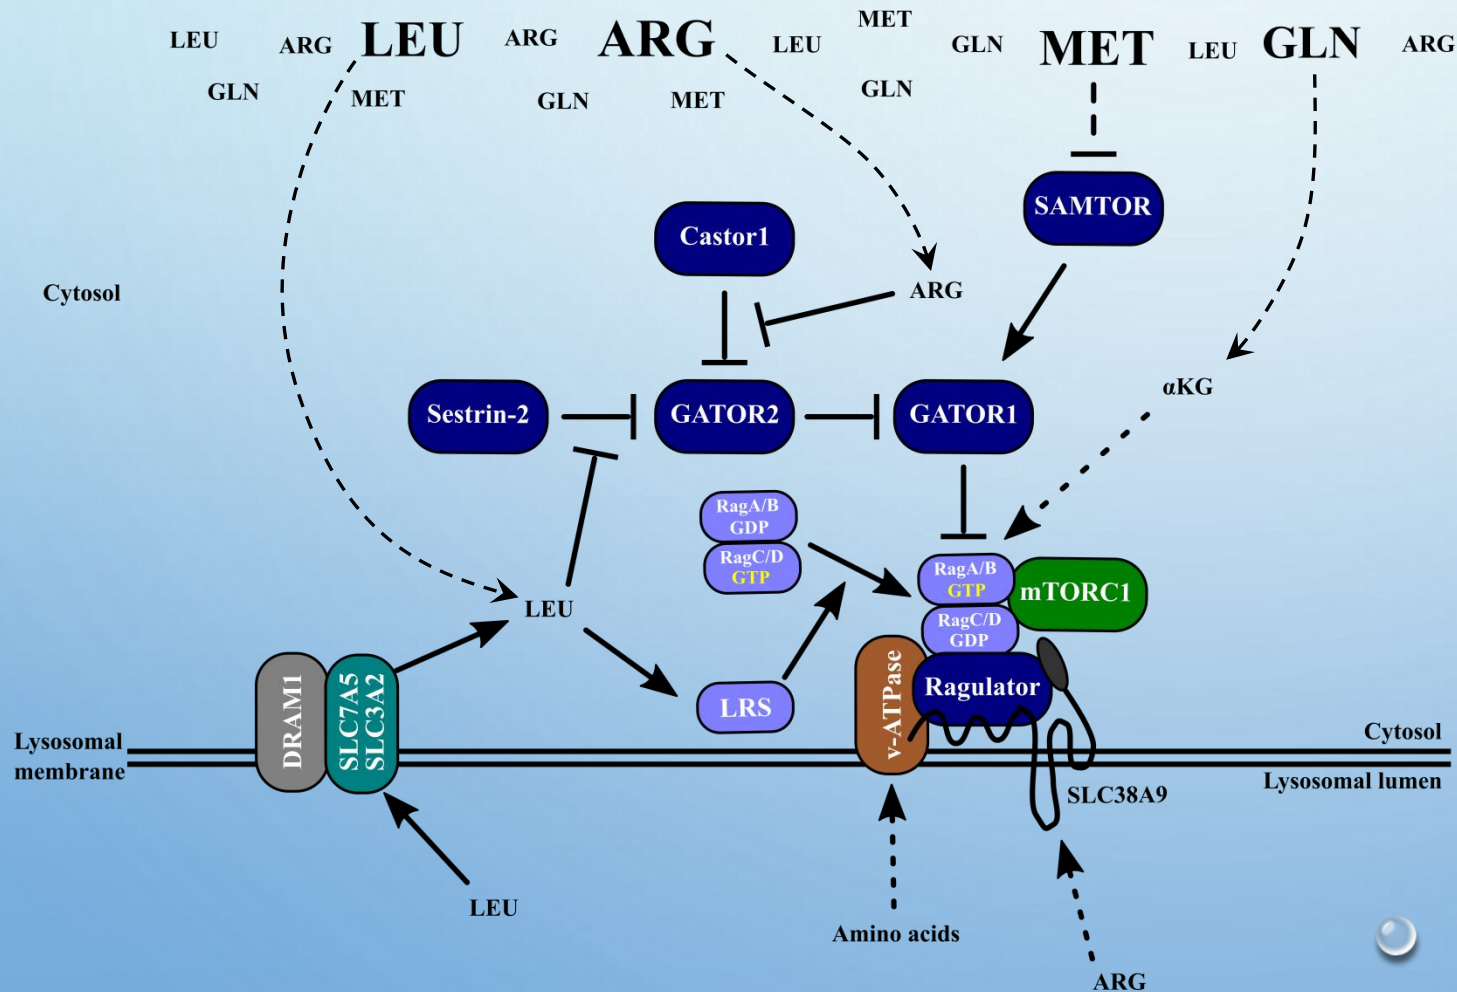 LEU
ARG
LEU
ARG
ARG
LEU
MET
GLN
MET
LEU
GLN
ARG
GLN
MET
GLN
MET
GLN
SAMTOR
Castor1
Cytosol
ARG
αKG
Sestrin-2
GATOR2
GATOR1
RagA/B
GDP
RagC/D
GTP
RagA/B
GTP
mTORC1
RagC/D
GDP
LEU
DRAM1
SLC7A5
SLC3A2
LRS
v-ATPase
Ragulator
Lysosomal
membrane
Cytosol
Lysosomal lumen
SLC38A9
LEU
Amino acids
ARG